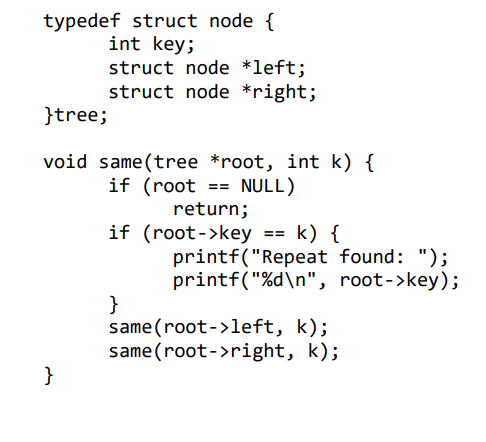 typedef struct node {
int key;
struct node *left;
struct node *right;
}tree;
void same(tree *root, int k) {
if (root == NULL)
return;
if (root->key == k) {
printf("Repeat found: ");
printf("%d\n", root->key);
}
same(root->left, k);
same(root->right, k);
}